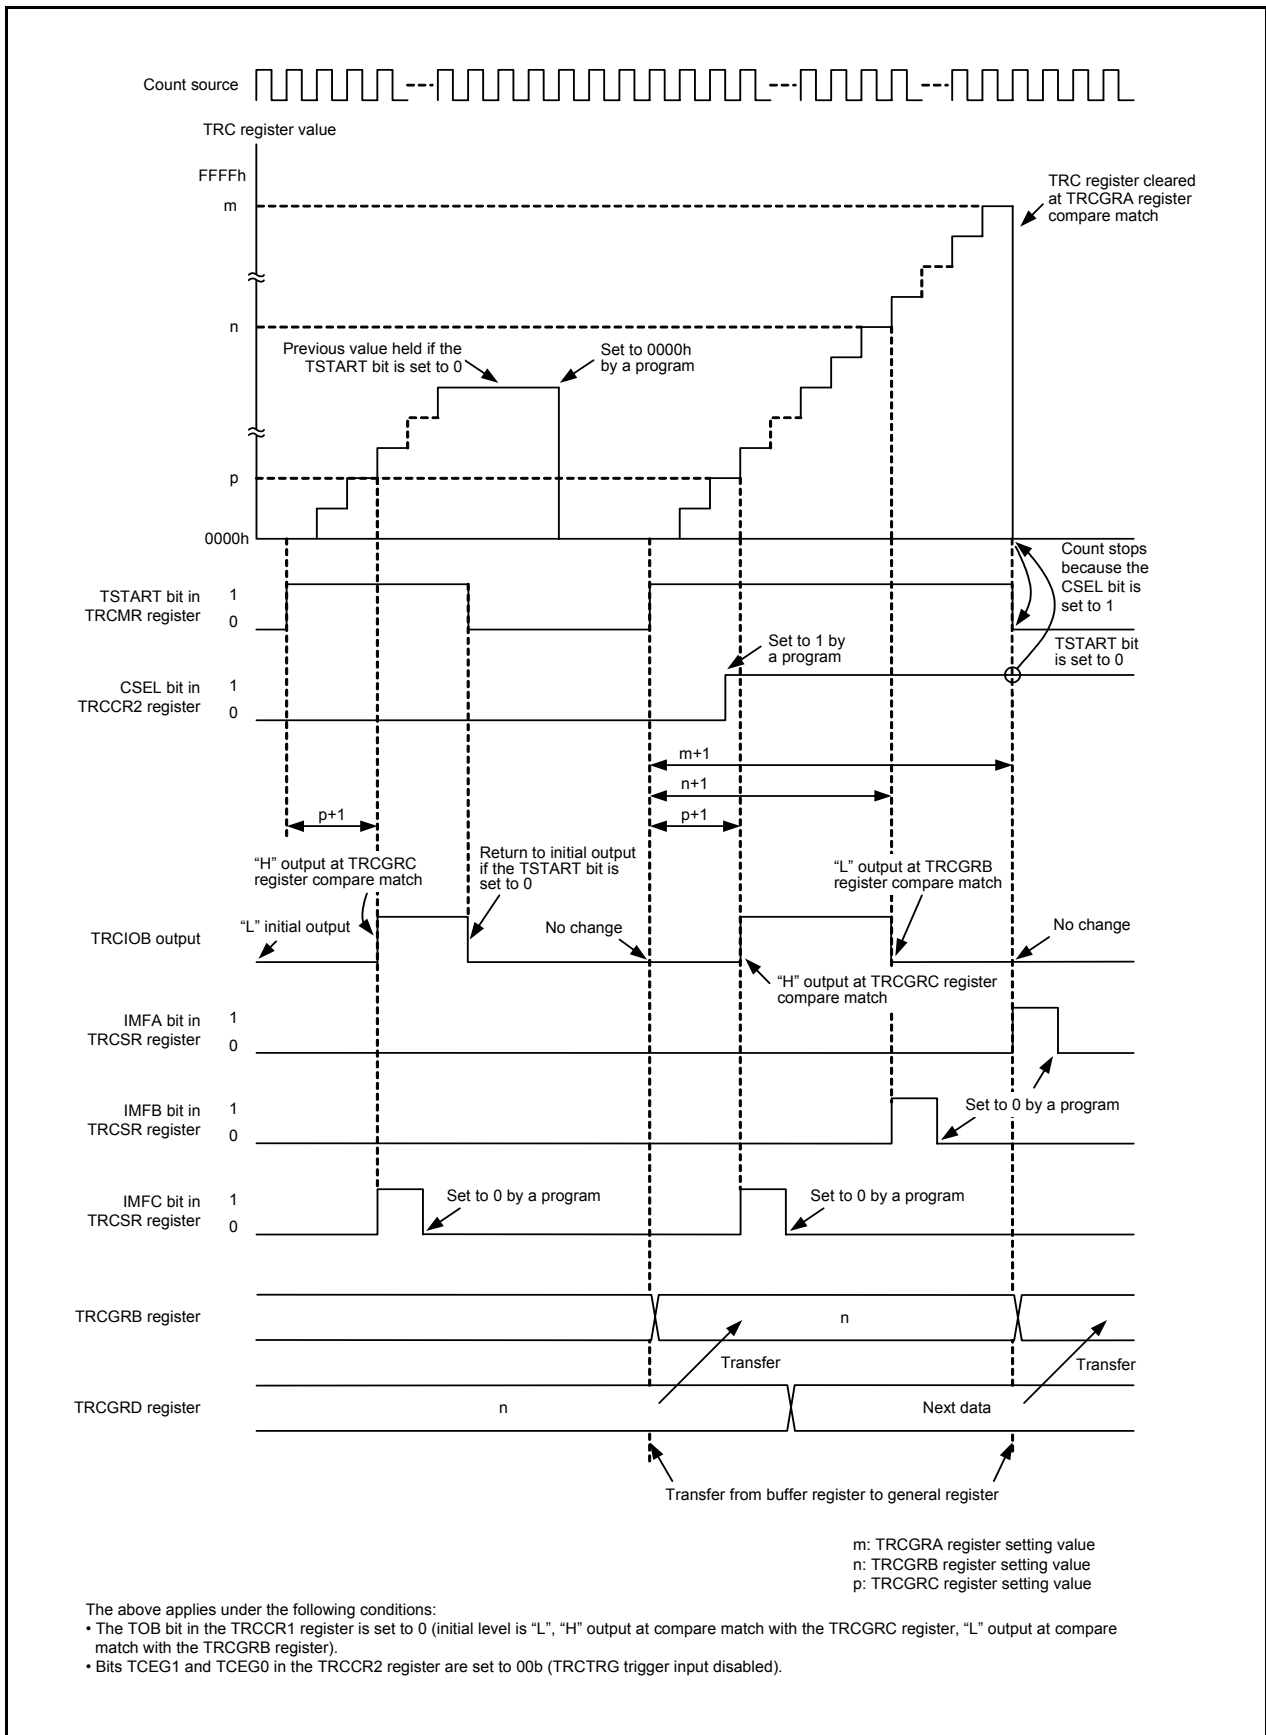 Count source
TRC register value
FFFFh
m
TRC register cleared
at TRCGRA register
compare match
n
Previous value held if the
TSTART bit is set to 0
Set to 0000h
by a program
p
0000h
Count stops
because the
CSEL bit is
set to 1
TSTART bit in
TRCMR register
1
0
TSTART bit
is set to 0
Set to 1 by
a program
CSEL bit in
TRCCR2 register
1
0
m+1
n+1
p+1
p+1
“H” output at TRCGRC
register compare match
Return to initial output
if the TSTART bit is
set to 0
“L” output at TRCGRB
register compare match
TRCIOB output
“L” initial output
No change
No change
“H” output at TRCGRC register
compare match
IMFA bit in
TRCSR register
1
0
Set to 0 by a program
IMFB bit in
TRCSR register
1
0
IMFC bit in
TRCSR register
1
0
Set to 0 by a program
Set to 0 by a program
TRCGRB register
n
Transfer
Transfer
TRCGRD register
n
Next data
Transfer from buffer register to general register
m: TRCGRA register setting value
n: TRCGRB register setting value
p: TRCGRC register setting value
The above applies under the following conditions:
• The TOB bit in the TRCCR1 register is set to 0 (initial level is “L”, “H” output at compare match with the TRCGRC register, “L” output at compare
match with the TRCGRB register).
• Bits TCEG1 and TCEG0 in the TRCCR2 register are set to 00b (TRCTRG trigger input disabled).